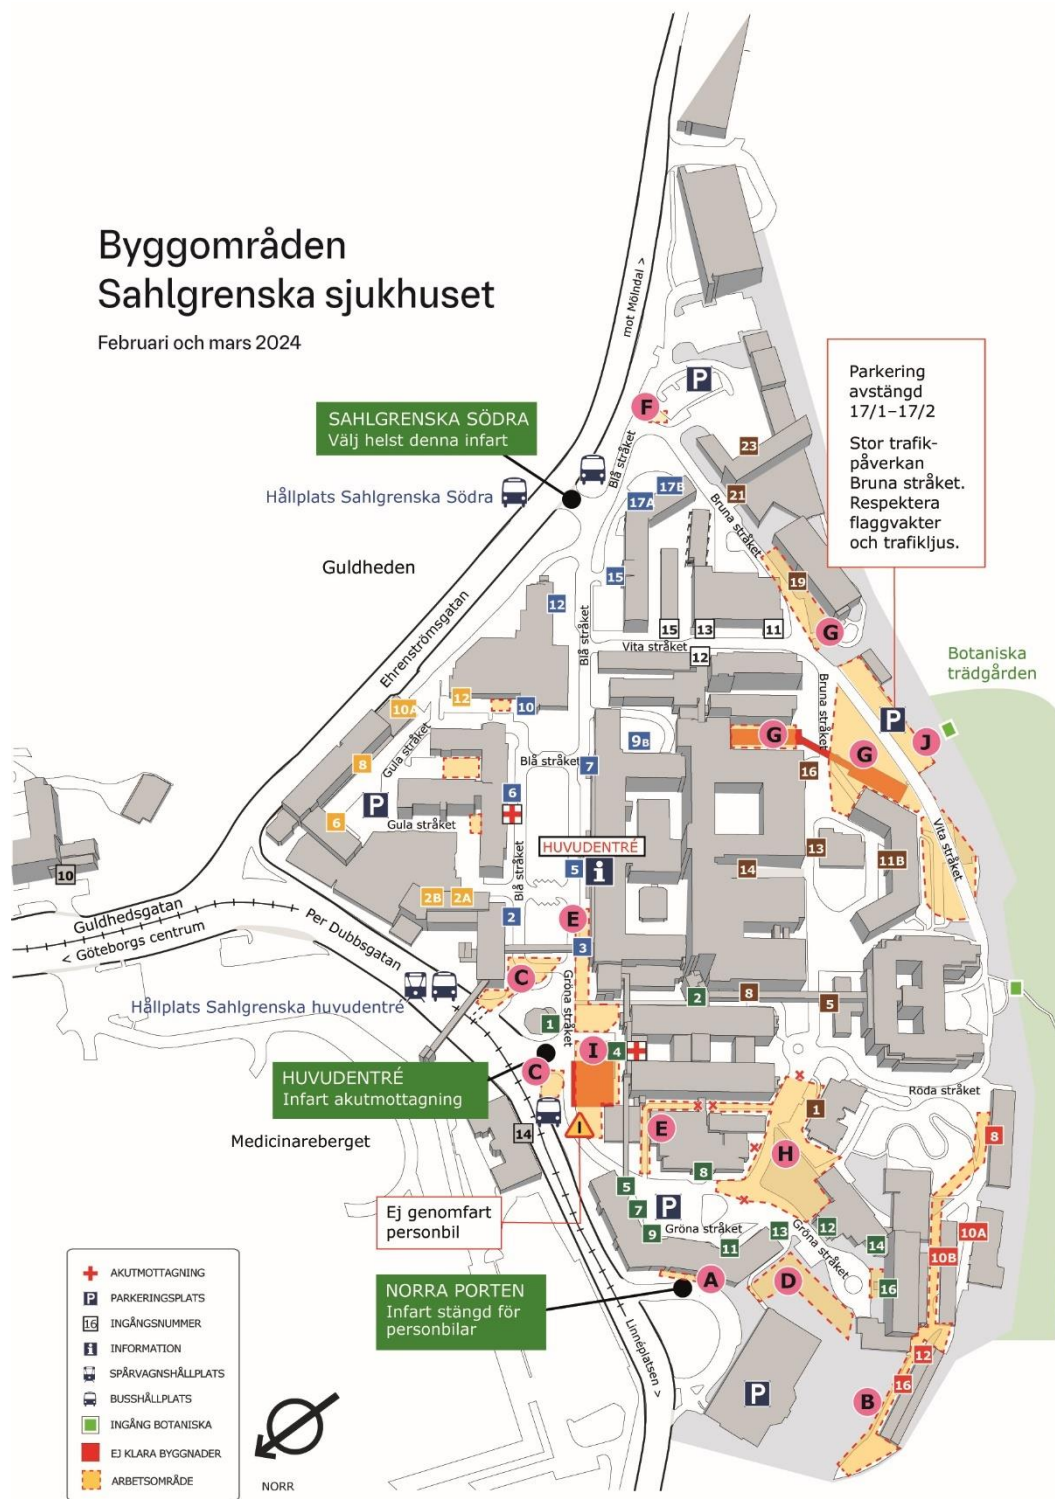 Byggområden
Sahlgrenska sjukhuset
Februari och mars 2024
mot Mölndal >
Parkering
avstängd
17/1–17/2
Stor trafik-
påverkan
Bruna stråket.
Respektera
flaggvakter
och trafikljus.
P
F
SAHLGRENSKA SÖDRA
Välj helst denna infart
Blå stråket
23
Hållplats Sahlgrenska Södra
17B
17A
21
Bruna stråket
Guldheden
15
19
12
G
Ehrenströmsgatan
Blå stråket
15
13
11
Vita stråket
12
Botaniska
trädgården
12
10A
10
Bruna stråket
P
J
G
G
9B
Gula stråket
8
Blå stråket
7
16
6
P
6
Gula stråket
HUVUDENTRÉ
Vita stråket
13
11B
14
5
i
10
2B
2A
Blå stråket
2
E
3
Guldhedsgatan
< Göteborgs centrum
Per Dubbsgatan
C
Gröna stråket
2
8
5
Hållplats Sahlgrenska huvudentré
1
I
4
HUVUDENTRÉ
Infart akutmottagning
C
Röda stråket
1
Medicinareberget
14
E
H
8
8
5
7
P
9
Gröna stråket
11
13
12
14
Gröna stråket
10A
10B
16
Ej genomfart
personbil
A
D
NORRA PORTEN
Infart stängd för
personbilar
Linnéplatsen >
12
16
B
P
AKUTMOTTAGNING
P PARKERINGSPLATS
16 INGÅNGSNUMMER
i INFORMATION
SPÅRVAGNSHÅLLPLATS
BUSSHÅLLPLATS
INGÅNG BOTANISKA
EJ KLARA BYGGNADER
ARBETSOMRÅDE
NORR